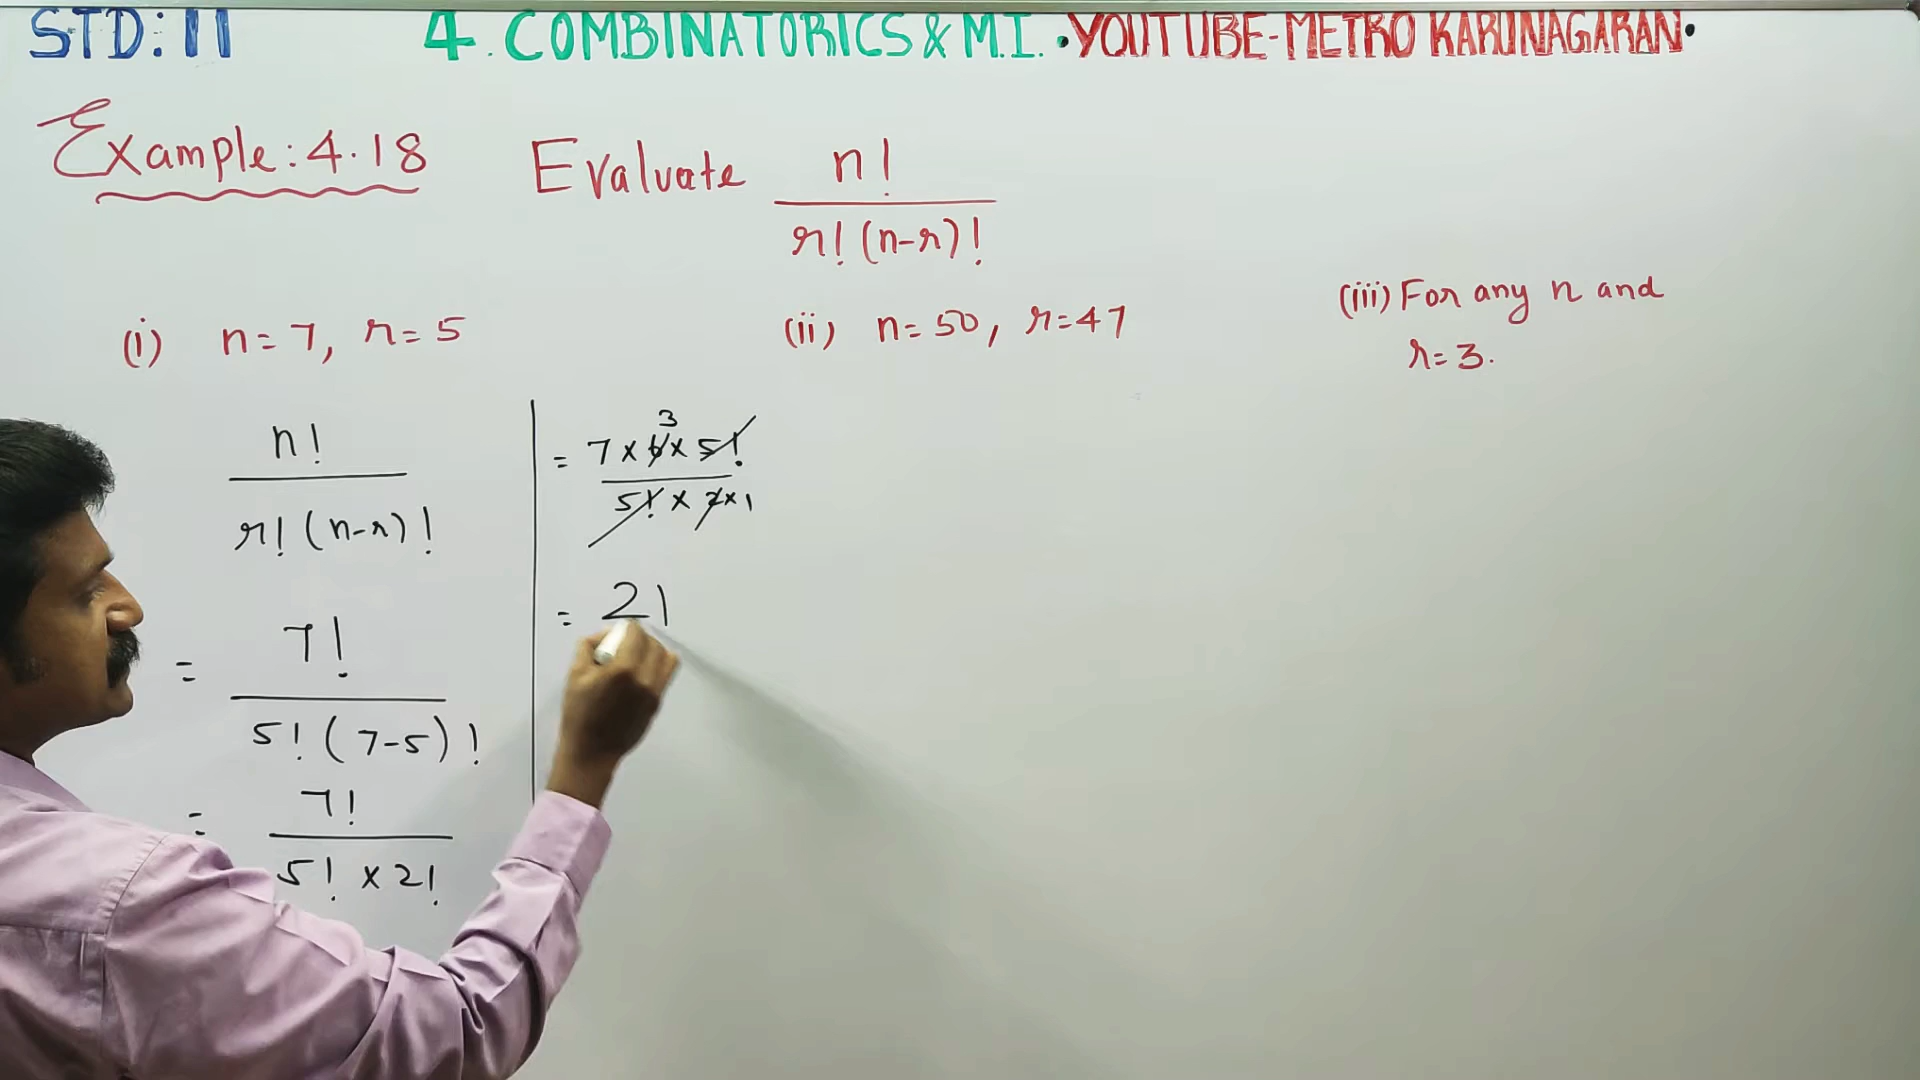 STD: 11 4. COMBINATORICS & M.I. • YOUTUBE-METRO KARUNAGARAN •
Example: 4.18 Evaluate n!
r! (n-r)!
(i) n = 7, r = 5 (ii) n = 50, r = 47 (iii) For any n and
r = 3.
n!
r! (n-r)!
= 7!
5! (7-5)!
= 7!
5! x 2!
3
= 7 x 6 x 5!
5! x 2 x 1
= 21